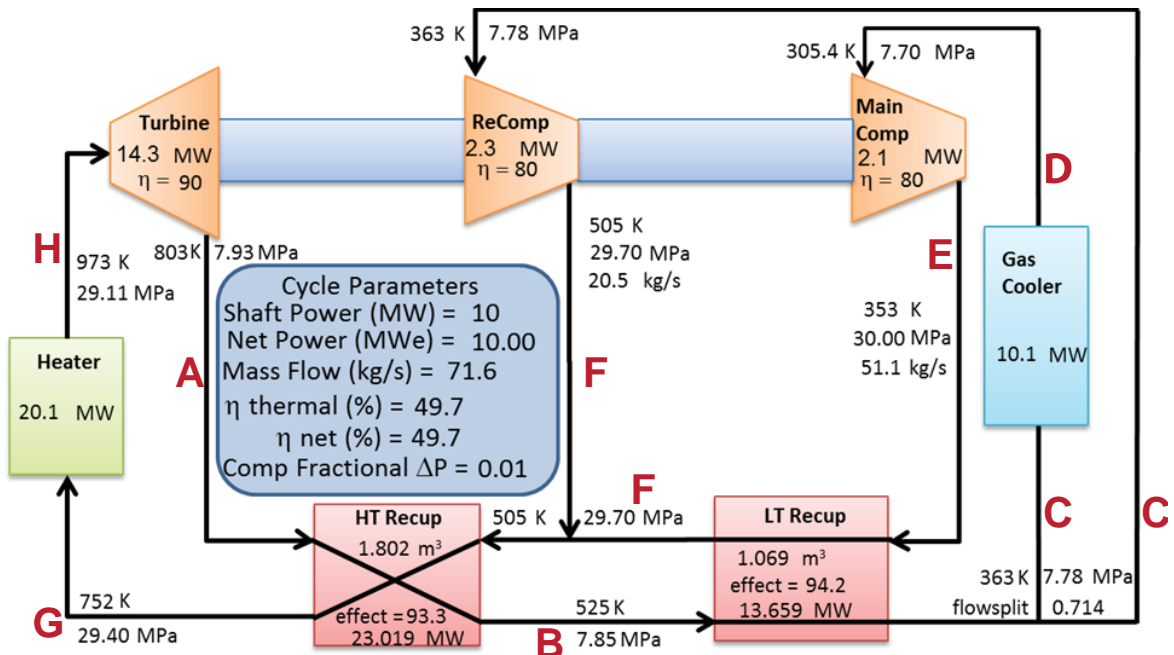 363 K 7.78 MPa
305.4 K 7.70 MPa
Turbine
14.3 MW
η = 90
ReComp
2.3 MW
η = 80
Main
Comp
2.1 MW
η = 80
D
H
973 K
29.11 MPa
803K 7.93 MPa
505 K
29.70 MPa
20.5 kg/s
E
Gas
Cooler
10.1 MW
353 K
30.00 MPa
51.1 kg/s
Cycle Parameters
Shaft Power (MW) = 10
Net Power (MWe) = 10.00
Mass Flow (kg/s) = 71.6
η thermal (%) = 49.7
η net (%) = 49.7
Comp Fractional ΔP = 0.01
Heater
20.1 MW
A
F
F
C
C
HT Recup
1.802 m³
effect = 93.3
23.019 MW
505 K 29.70 MPa
LT Recup
1.069 m³
effect = 94.2
13.659 MW
363 K 7.78 MPa
flowsplit 0.714
752 K
G
29.40 MPa
525K
B
7.85 MPa